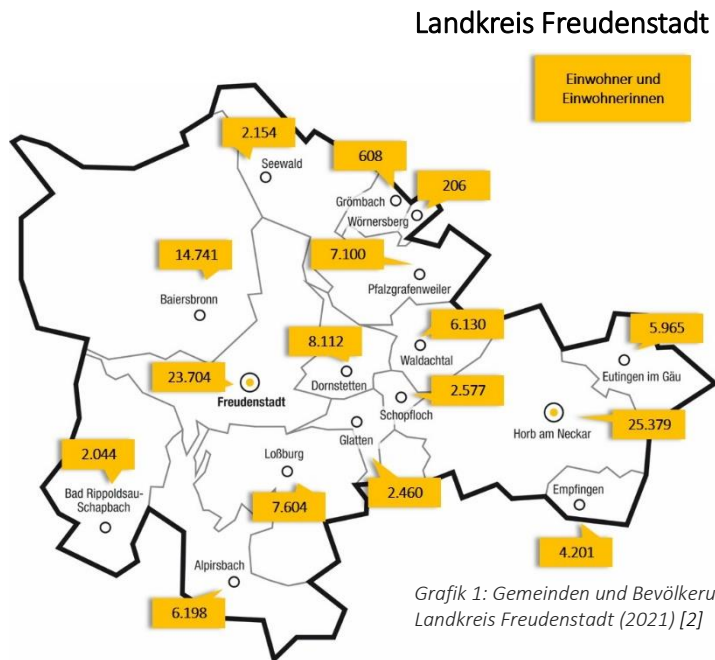 Landkreis Freudenstadt
Einwohner und
Einwohnerinnen
2.154
Seewald
608
Grömbach
206
Wörnersberg
14.741
Baiersbronn
7.100
Pfalzgrafenweiler
6.130
Waldachtal
5.965
Eutingen im Gäu
8.112
Dornstetten
23.704
Freudenstadt
2.577
Schopfloch
25.379
Horb am Neckar
Glatten
2.460
2.044
Bad Rippoldsau-
Schapbach
Loßburg
7.604
Empfingen
4.201
Alpirsbach
6.198
Grafik 1: Gemeinden und Bevölkeru
Landkreis Freudenstadt (2021) [2]